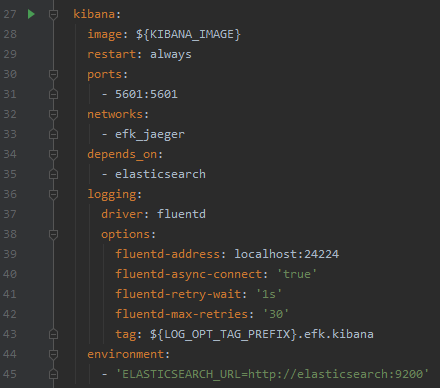 27 kibana:
28 image: ${KIBANA_IMAGE}
29 restart: always
30 ports:
31 - 5601:5601
32 networks:
33 - efk_jaeger
34 depends_on:
35 - elasticsearch
36 logging:
37 driver: fluentd
38 options:
39 fluentd-address: localhost:24224
40 fluentd-async-connect: 'true'
41 fluentd-retry-wait: '1s'
42 fluentd-max-retries: '30'
43 tag: ${LOG_OPT_TAG_PREFIX}.efk.kibana
44 environment:
45 - 'ELASTICSEARCH_URL=http://elasticsearch:9200'